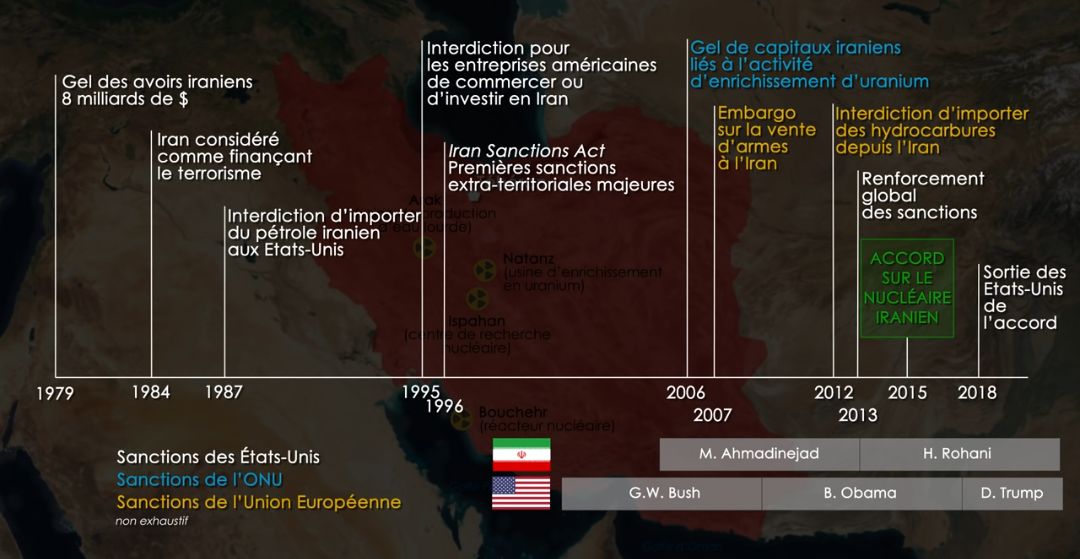 Gel des avoirs iraniens
8 milliards de $
Iran considéré
comme finançant
le terrorisme
Interdiction d’importer
du pétrole iranien
aux Etats-Unis
Interdiction pour
les entreprises américaines
de commercer ou
d’investir en Iran
Iran Sanctions Act
Premières sanctions
extra-territoriales majeures
Gel de capitaux iraniens
liés à l’activité
d’enrichissement d’uranium
Embargo
sur la vente
d’armes
à l’Iran
Interdiction d’importer
des hydrocarbures
depuis l’Iran
Renforcement
global
des sanctions
ACCORD
SUR LE
NUCLÉAIRE
IRANIEN
Sortie des
Etats-Unis
de
l’accord
Arak
production
eau lourde)
Natanz
(usine d’enrichissement
en uranium)
Ispahan
(centre de recherche
nucléaire)
Bouchehr
(réacteur nucléaire)
1979
1984
1987
1995
1996
2006
2007
2012
2013
2015
2018
Sanctions des États-Unis
Sanctions de l’ONU
Sanctions de l’Union Européenne
non exhaustif
M. Ahmadinejad
H. Rohani
G.W. Bush
B. Obama
D. Trump